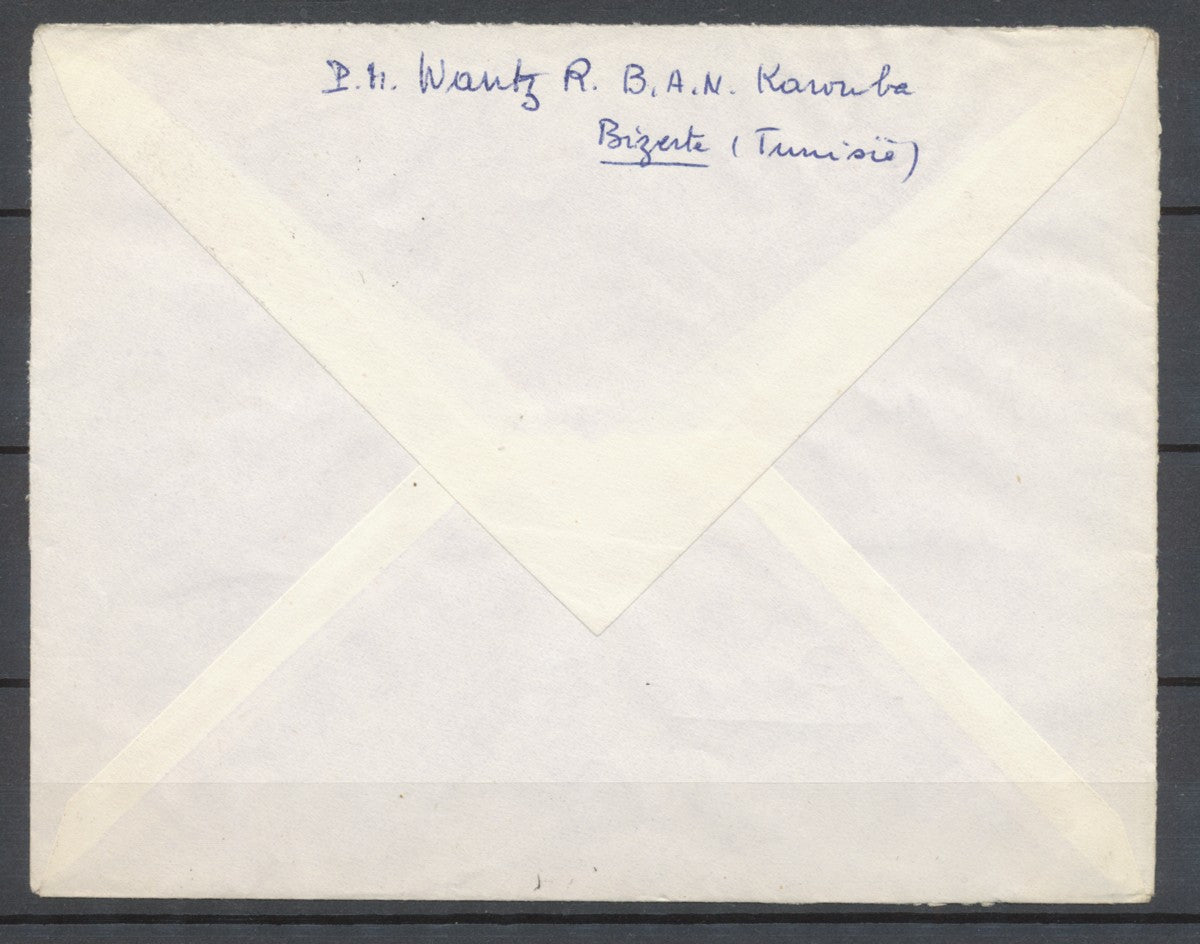 P.M. Wantz R. B.A.N. Karouba
Bizerte (Tunisie)